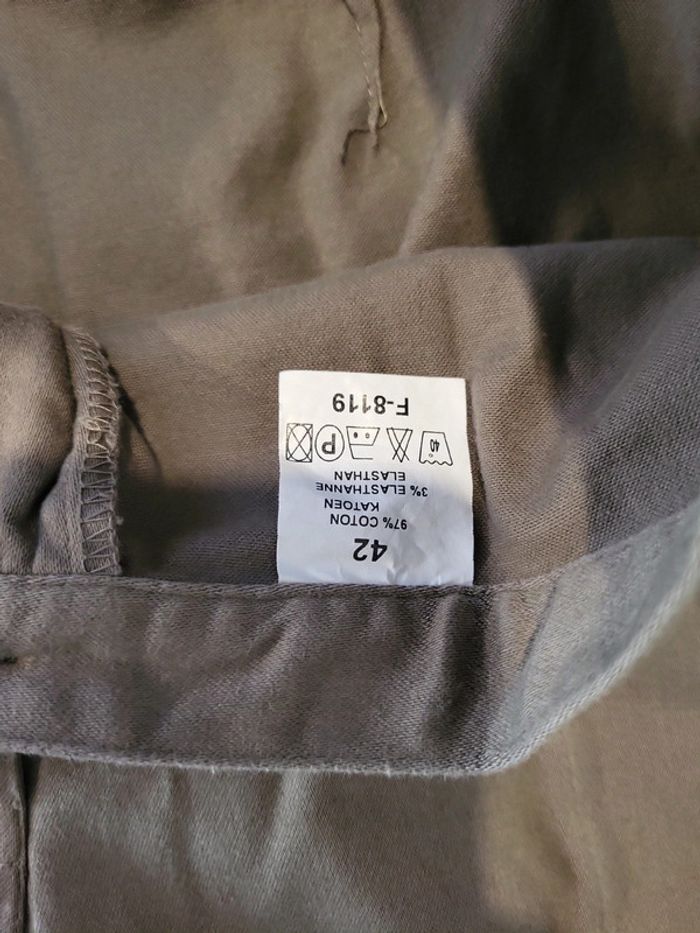 42
97% COTON
KATOEN
3% ELASTHANNE
ELASTHAN
40
P
F-8119